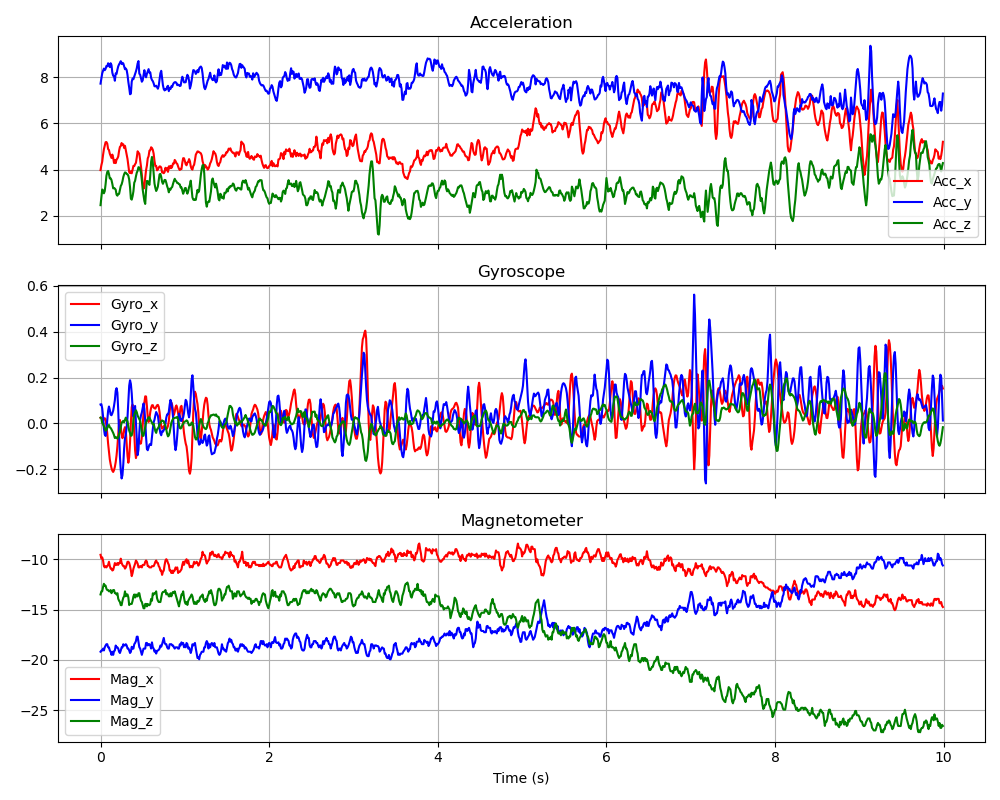 Acceleration
8
6
4
2
Acc_x
Acc_y
Acc_z
Gyroscope
0.6
0.4
0.2
0.0
−0.2
Gyro_x
Gyro_y
Gyro_z
Magnetometer
−10
−15
−20
−25
Mag_x
Mag_y
Mag_z
0 2 4 6 8 10
Time (s)